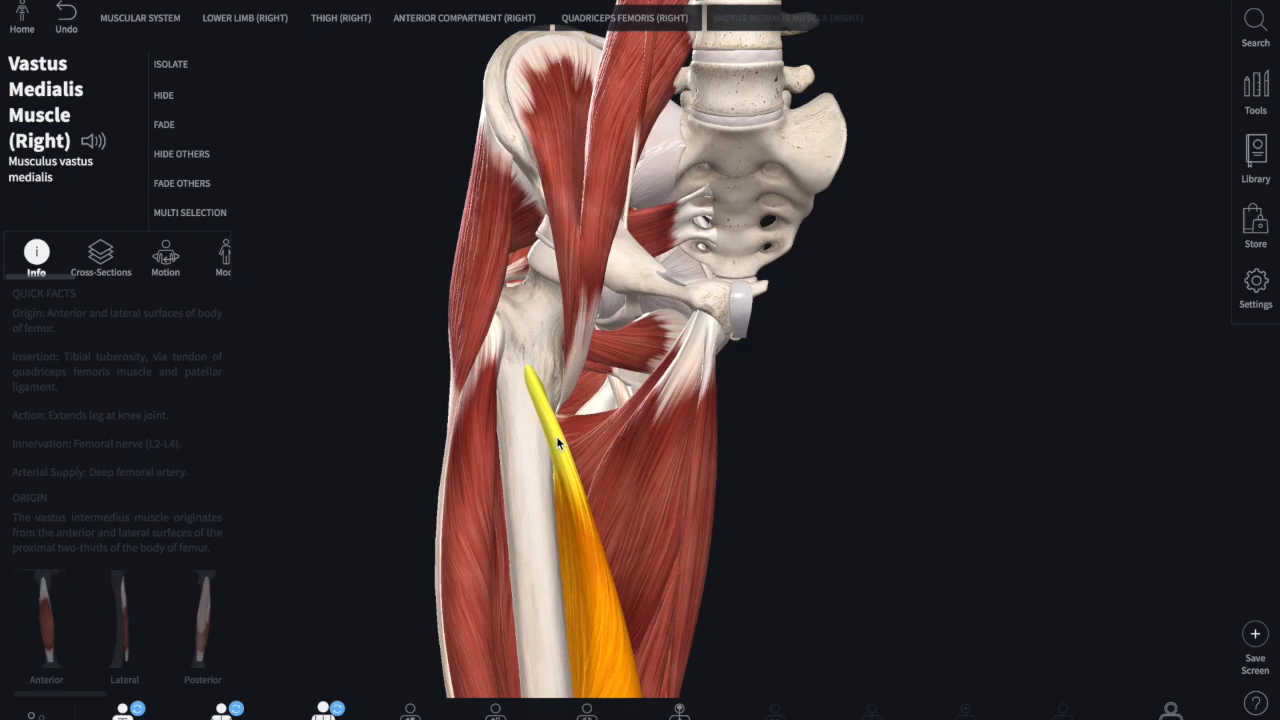 Home
Undo
MUSCULAR SYSTEM
LOWER LIMB (RIGHT)
THIGH (RIGHT)
ANTERIOR COMPARTMENT (RIGHT)
QUADRICEPS FEMORIS (RIGHT)
VASTUS MEDIALIS MUSCLE (RIGHT)
Vastus
Medialis
Muscle
(Right)
Musculus vastus
medialis
ISOLATE
HIDE
FADE
HIDE OTHERS
FADE OTHERS
MULTI SELECTION
Info
Cross-Sections
Motion
QUICK FACTS
Origin: Anterior and lateral surfaces of body
of femur.
Insertion: Tibial tuberosity, via tendon of
quadriceps femoris muscle and patellar
ligament.
Action: Extends leg at knee joint.
Innervation: Femoral nerve (L2-L4).
Arterial Supply: Deep femoral artery.
ORIGIN
The vastus intermedius muscle originates
from the anterior and lateral surfaces of the
proximal two-thirds of the body of femur.
Anterior
Lateral
Posterior
Search
Tools
Library
Store
Settings
Save
Screen